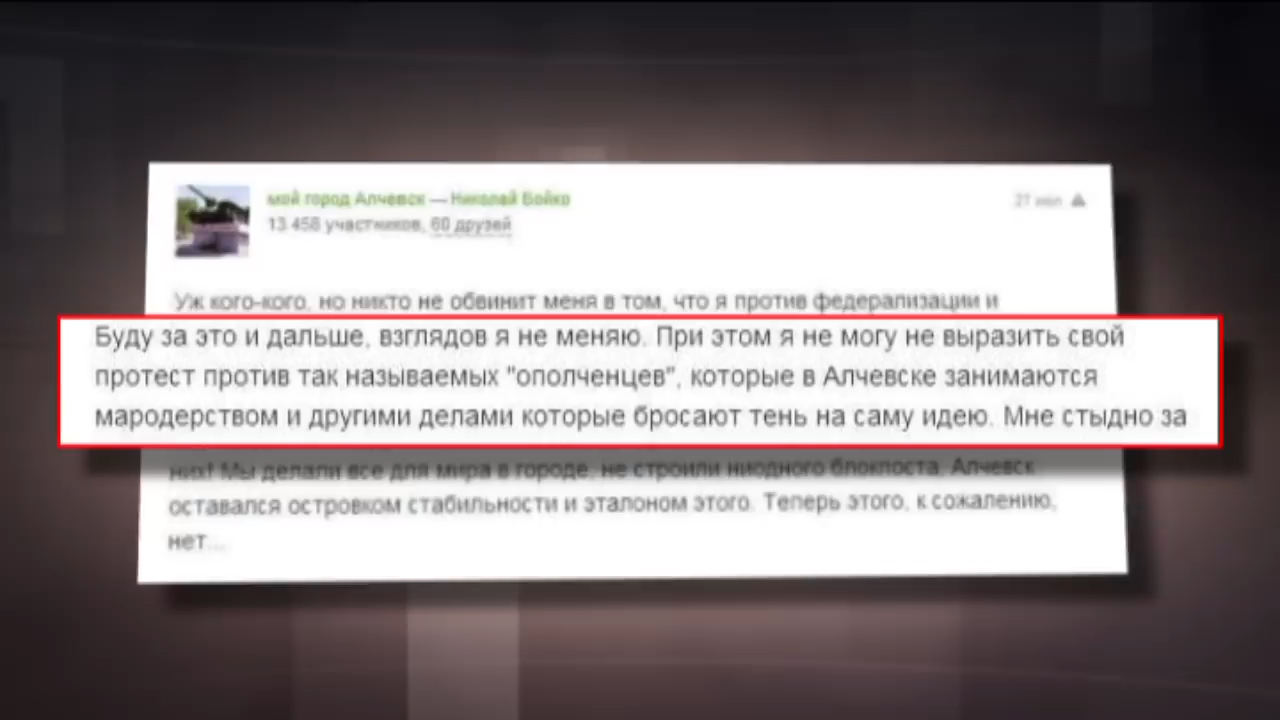 мой город Алчевск — Николай Бойко
13 458 участников, 60 друзей
27 июл
Уж кого-кого, но никто не обвинит меня в том, что я против федерализации и
Буду за это и дальше, взглядов я не меняю. При этом я не могу не выразить свой
протест против так называемых "ополченцев", которые в Алчевске занимаются
мародерством и другими делами которые бросают тень на саму идею. Мне стыдно за
них! Мы делали все для мира в городе, не строили ниодного блокпоста. Алчевск
оставался островком стабильности и эталоном этого. Теперь этого, к сожалению,
нет...